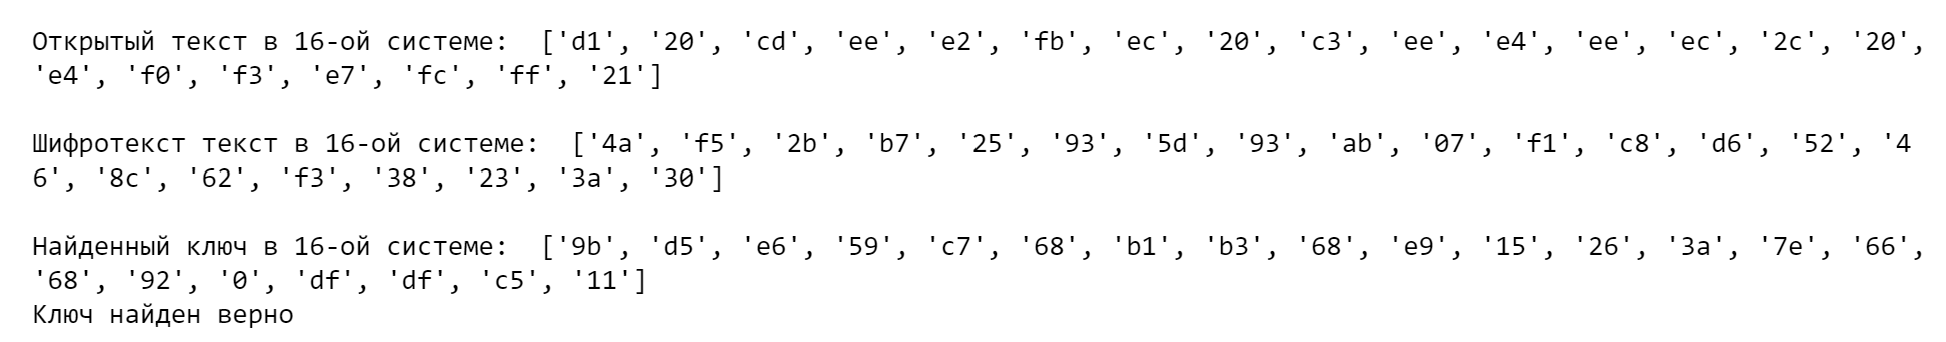 Открытый текст в 16-ой системе:  ['d1', '20', 'cd', 'ee', 'e2', 'fb', 'ec', '20', 'c3', 'ee', 'e4', 'ee', 'ec', '2c', '20',
'e4', 'f0', 'f3', 'e7', 'fc', 'ff', '21']
Шифротекст текст в 16-ой системе:  ['4a', 'f5', '2b', 'b7', '25', '93', '5d', '93', 'ab', '07', 'f1', 'c8', 'd6', '52', '4
6', '8c', '62', 'f3', '38', '23', '3a', '30']
Найденный ключ в 16-ой системе:  ['9b', 'd5', 'e6', '59', 'c7', '68', 'b1', 'b3', '68', 'e9', '15', '26', '3a', '7e', '66',
'68', '92', '0', 'df', 'df', 'c5', '11']
Ключ найден верно